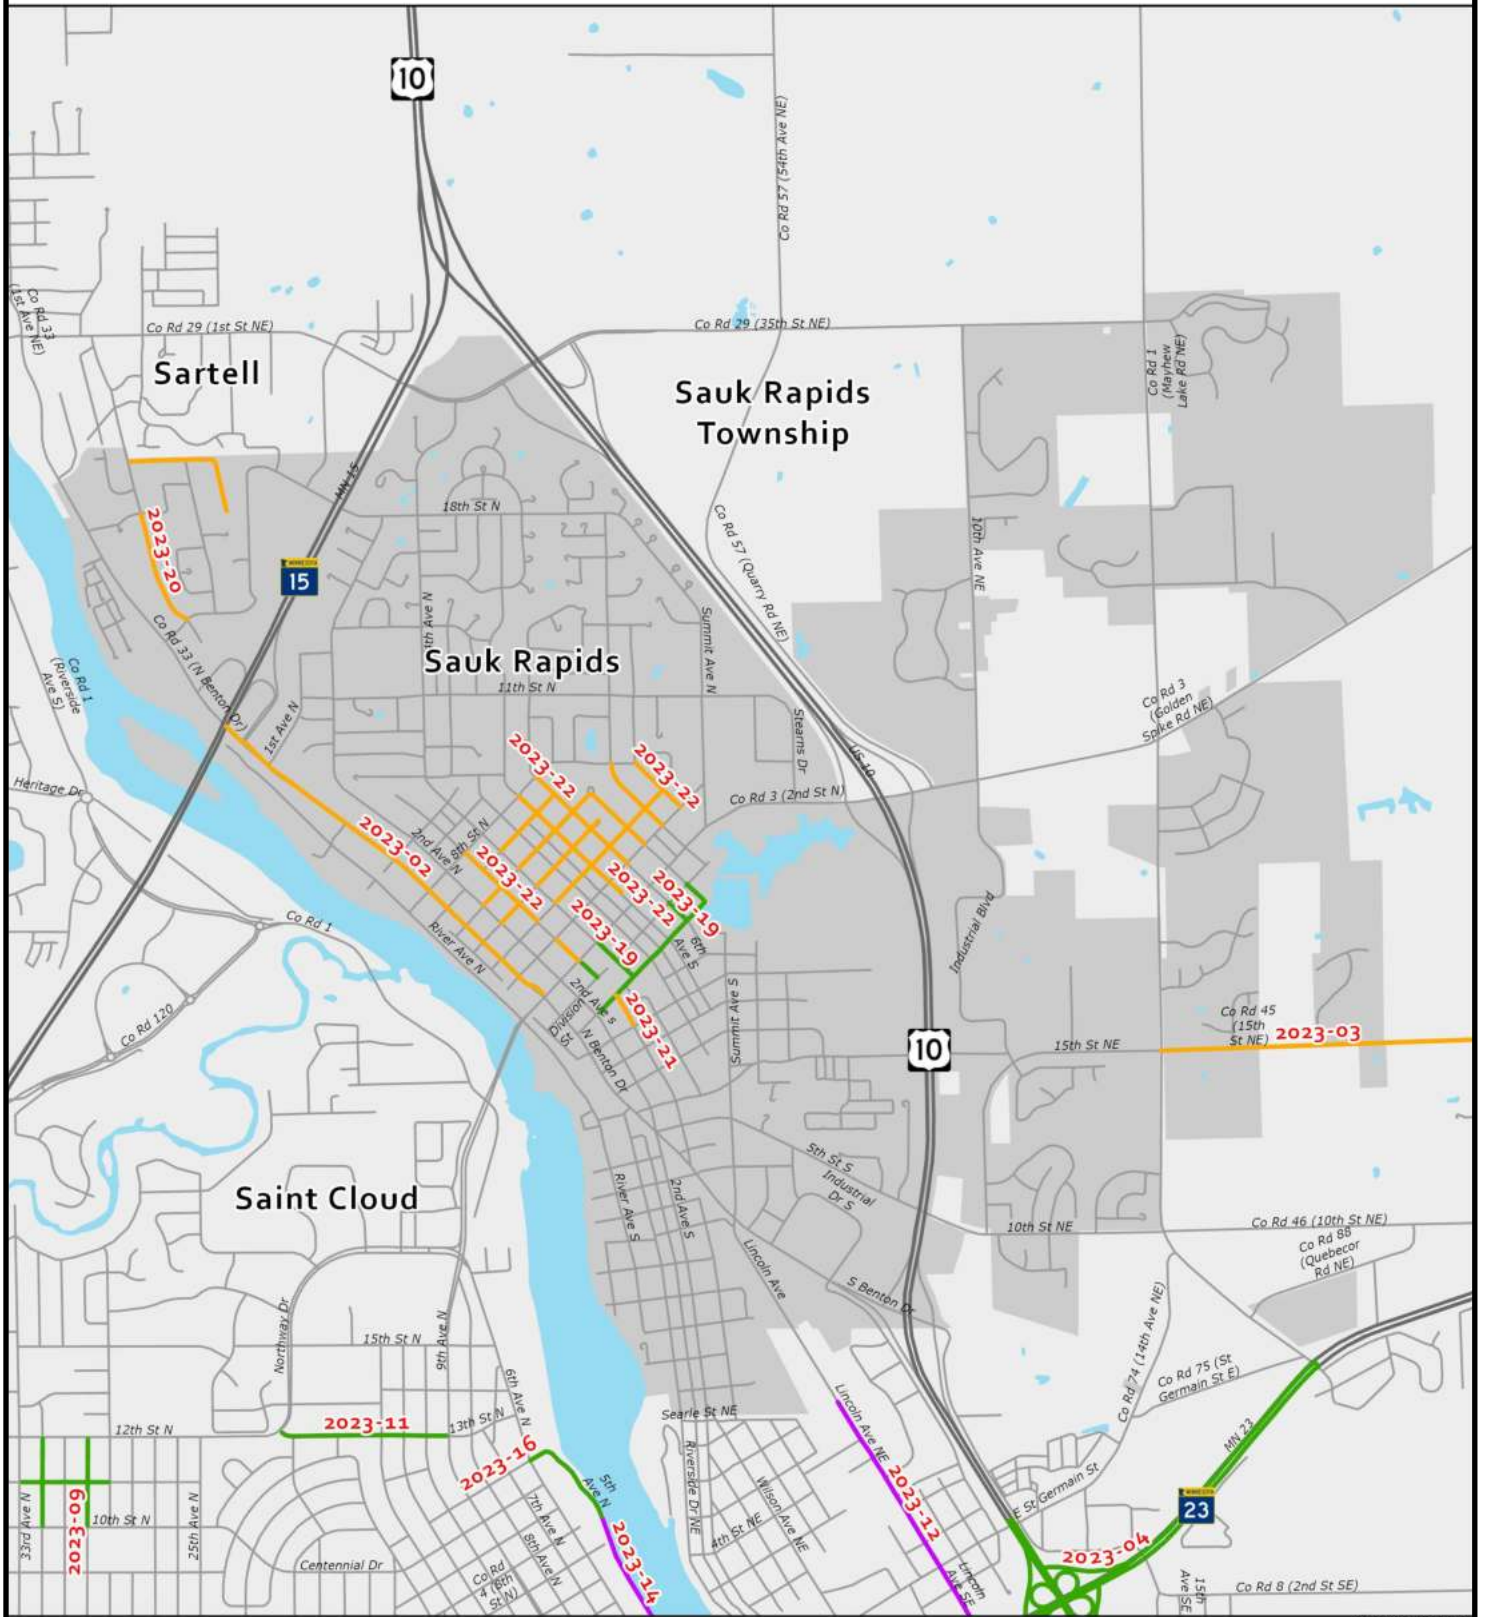 10
Co Rd 57 (54th Ave NE)
Co Rd 33
(1st Ave NE)
Co Rd 29 (1st St NE)
Co Rd 29 (35th St NE)
Sartell
Sauk Rapids
Township
Co Rd 1
(Mayhew
Lake Rd NE)
MN 15
18th St N
2023-20
MINNESOTA
15
Co Rd 57 (Quarry Rd NE)
10th Ave NE
Summit Ave N
Sauk Rapids
11th St N
Co Rd 33 (N Benton Dr)
Co Rd 1
(Riverside
Ave S)
1st Ave N
Stearns Dr
US 10
Co Rd 3
(Golden
Spike Rd NE)
Heritage Dr
2023-22
2023-22
Co Rd 3 (2nd St N)
2023-02
2nd Ave N
8th St N
2023-22
2023-22
2023-19
2023-19
Co Rd 1
River Ave N
6th
Ave S
Industrial Blvd
Co Rd 120
2nd Ave s
Division
St
2023-21
Summit Ave S
N Benton Dr
10
15th St NE
Co Rd 45
(15th
St NE)
2023-03
5th St S
Industrial
Dr S
Saint Cloud
River Ave S
2nd Ave S
10th St NE
Co Rd 46 (10th St NE)
Co Rd 88
(Quebecor
Rd NE)
Lincoln Ave
S Benton Dr
Northway Dr
15th St N
9th Ave N
6th Ave N
Co Rd 74 (14th Ave NE)
Co Rd 75 (St
Germain St E)
Lincoln Ave NE
12th St N
2023-11
13th St N
Searle St NE
2023-16
5th
Ave N
Riverside Dr NE
Wilson Ave NE
2023-12
MN 23
E St Germain St
MINNESOTA
23
33rd Ave N
2023-09
10th St N
25th Ave N
7th Ave N
8th Ave N
4th St NE
2023-14
2023-04
Centennial Dr
Co Rd
4 (8th
St N)
Lincoln
Ave SE
15th
Ave SE
Co Rd 8 (2nd St SE)